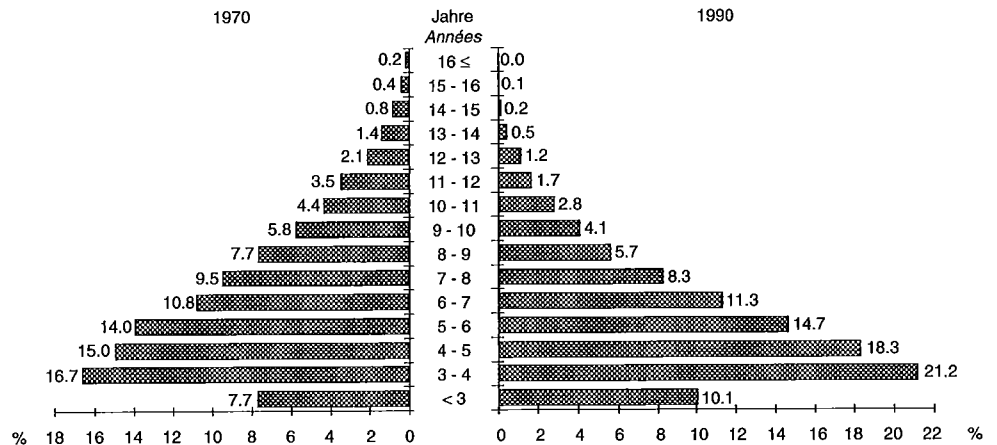 1970 Jahre 1990
Années
0.2 16 ≤ 0.0
0.4 15 - 16 0.1
0.8 14 - 15 0.2
1.4 13 - 14 0.5
2.1 12 - 13 1.2
3.5 11 - 12 1.7
4.4 10 - 11 2.8
5.8 9 - 10 4.1
7.7 8 - 9 5.7
9.5 7 - 8 8.3
10.8 6 - 7 11.3
14.0 5 - 6 14.7
15.0 4 - 5 18.3
16.7 3 - 4 21.2
7.7 < 3 10.1
% 18 16 14 12 10 8 6 4 2 0 0 2 4 6 8 10 12 14 16 18 20 22 %